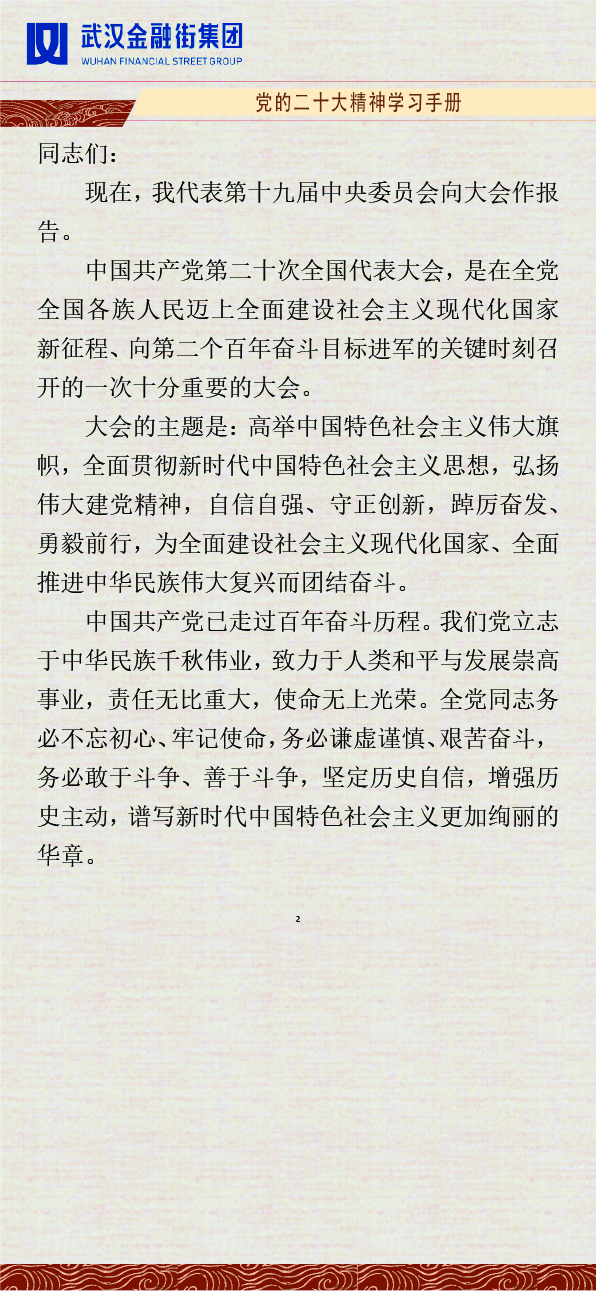 武汉金融街集团
WUHAN FINANCIAL STREET GROUP
党的二十大精神学习手册
同志们：
现在，我代表第十九届中央委员会向大会作报
告。
中国共产党第二十次全国代表大会，是在全党
全国各族人民迈上全面建设社会主义现代化国家
新征程、向第二个百年奋斗目标进军的关键时刻召
开的一次十分重要的大会。
大会的主题是：高举中国特色社会主义伟大旗
帜，全面贯彻新时代中国特色社会主义思想，弘扬
伟大建党精神，自信自强、守正创新，踔厉奋发、
勇毅前行，为全面建设社会主义现代化国家、全面
推进中华民族伟大复兴而团结奋斗。
中国共产党已走过百年奋斗历程。我们党立志
于中华民族千秋伟业，致力于人类和平与发展崇高
事业，责任无比重大，使命无上光荣。全党同志务
必不忘初心、牢记使命，务必谦虚谨慎、艰苦奋斗，
务必敢于斗争、善于斗争，坚定历史自信，增强历
史主动，谱写新时代中国特色社会主义更加绚丽的
华章。
2